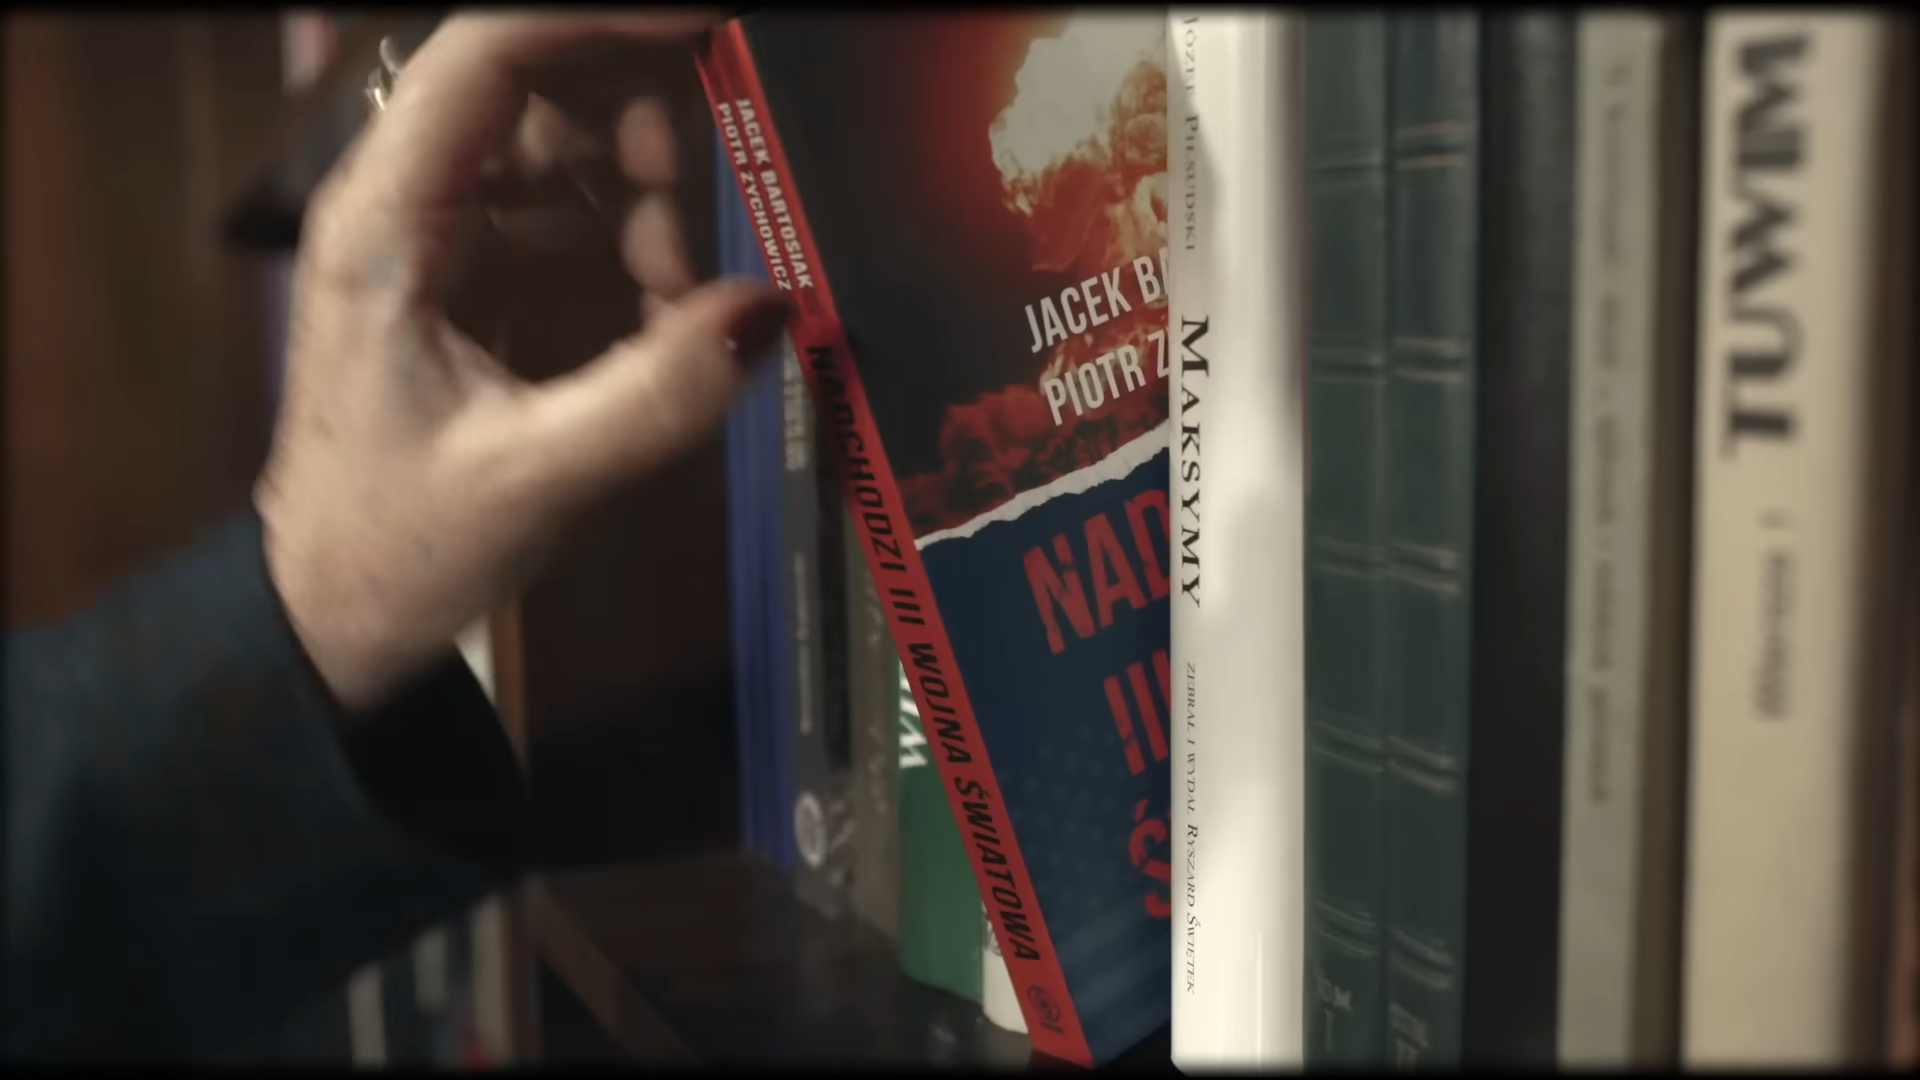 JACEK BARTOSIAK
PIOTR ZYCHOWICZ
NADCHODZI III WOJNA ŚWIATOWA
JACEK BA
PIOTR Z
NAD
III
Ś
JÓZEF PIŁSUDSKI
MAKSYMY
ZEBRAŁ I WYDAŁ RYSZARD ŚWIĘTEK
TOM
I
TUWIM